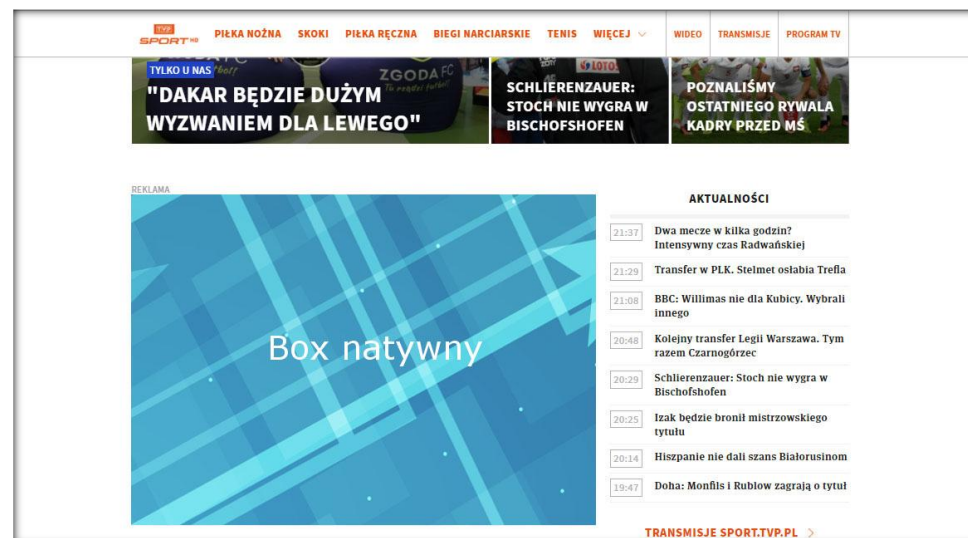 TVP
SPORT HD
PIŁKA NOŻNA SKOKI PIŁKA RĘCZNA BIEGI NARCIARSKIE TENIS WIĘCEJ WIDEO TRANSMISJE PROGRAM TV
TYLKO U NAS
ZGODA FC
"DAKAR BĘDZIE DUŻYM
WYZWANIEM DLA LEWEGO"
LOTO
SCHLIERENZAUER:
STOCH NIE WYGRA W
BISCHOFSHOFEN
POZNALIŚMY
OSTATNIEGO RYWALA
KADRY PRZED MŚ
REKLAMA
Box natywny
AKTUALNOŚCI
21:37 Dwa mecze w kilka godzin?
Intensywny czas Radwańskiej
21:29 Transfer w PLK. Stelmet osłabia Trefla
21:08 BBC: Willimas nie dla Kubicy. Wybrali
innego
20:48 Kolejny transfer Legii Warszawa. Tym
razem Czarnogórzec
20:29 Schlierenzauer: Stoch nie wygra w
Bischofshofen
20:25 Izak będzie bronił mistrzowskiego
tytułu
20:14 Hiszpanie nie dali szans Białorusinom
19:47 Doha: Monfils i Rublow zagrają o tytuł
TRANSMISJE SPORT.TVP.PL